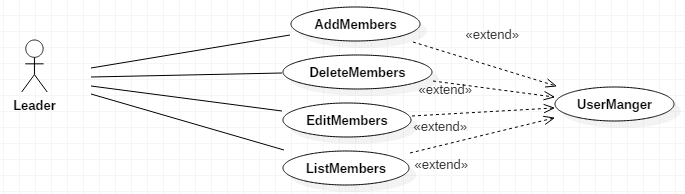 AddMembers
«extend»
Leader
DeleteMembers
«extend»
UserManger
EditMembers
«extend»
ListMembers
«extend»